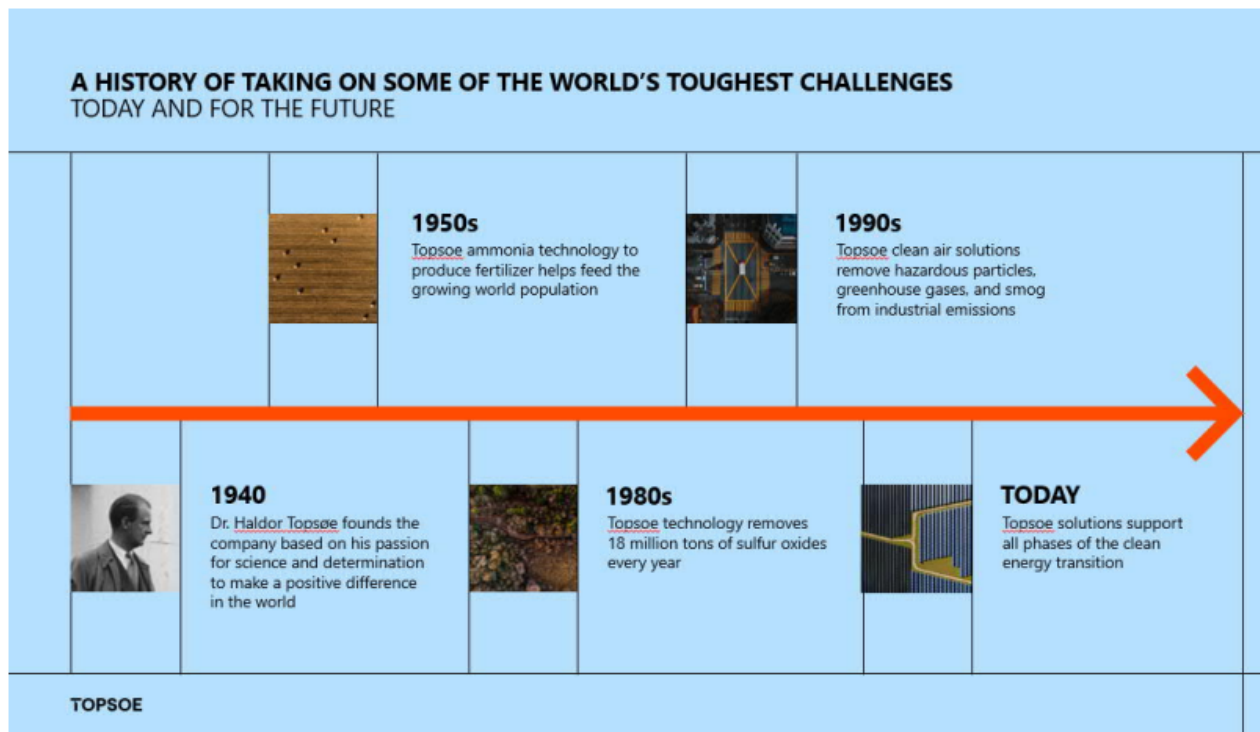 A HISTORY OF TAKING ON SOME OF THE WORLD'S TOUGHEST CHALLENGES
TODAY AND FOR THE FUTURE
1950s
Topsoe ammonia technology to
produce fertilizer helps feed the
growing world population
1990s
Topsoe clean air solutions
remove hazardous particles,
greenhouse gases, and smog
from industrial emissions
1940
Dr. Haldor Topsøe founds the
company based on his passion
for science and determination
to make a positive difference
in the world
1980s
Topsoe technology removes
18 million tons of sulfur oxides
every year
TODAY
Topsoe solutions support
all phases of the clean
energy transition
TOPSOE